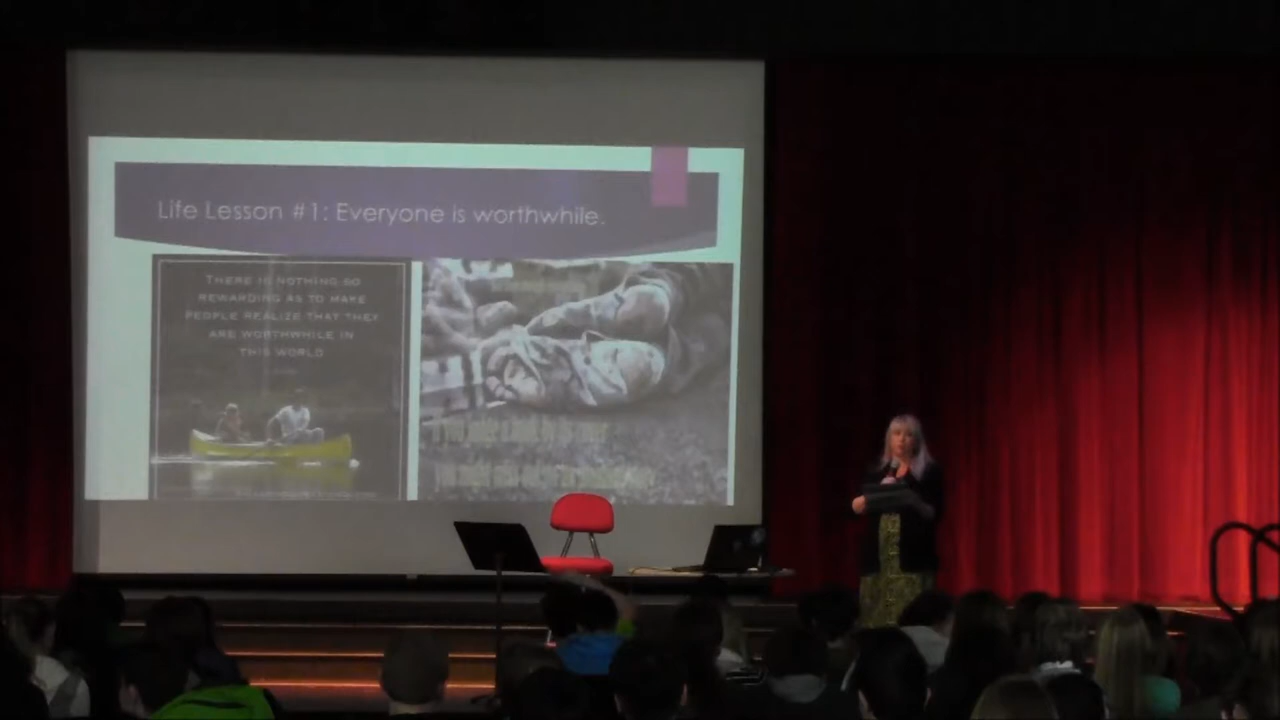 Life Lesson #1: Everyone is worthwhile.
THERE IS NOTHING SO
REWARDING AS TO MAKE
PEOPLE REALIZE THAT THEY
ARE WORTHWHILE IN
THIS WORLD